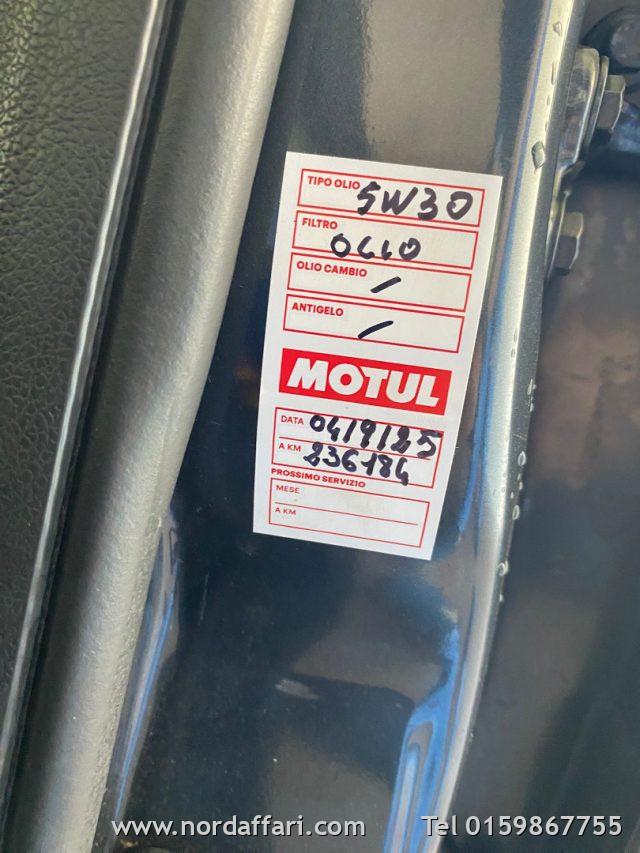 TIPO OLIO 5W30
FILTRO OLIO
OLIO CAMBIO /
ANTIGELO /
MOTUL
DATA 04/9/25
A KM 236184
PROSSIMO SERVIZIO
MESE
A KM
www.nordaffari.com Tel 0159867755